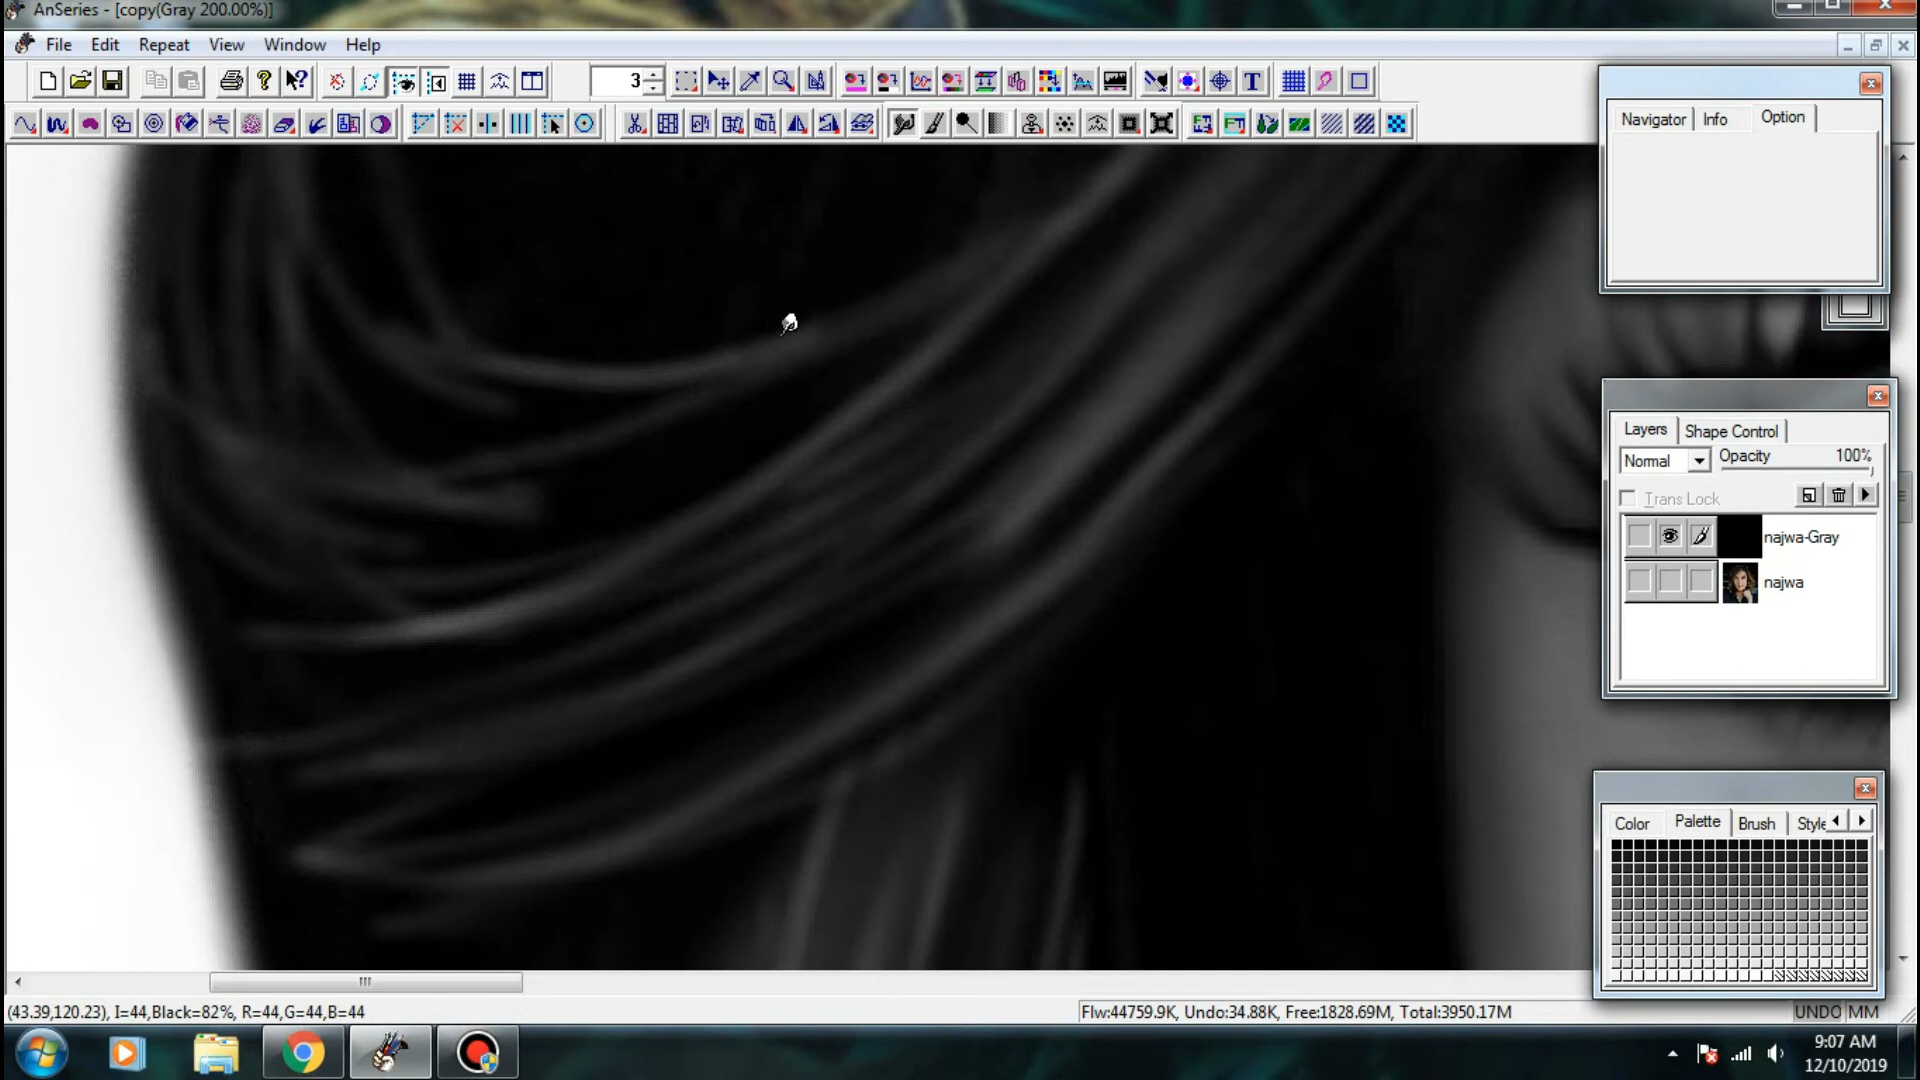 AnSeries - [copy(Gray 200.00%)]
File Edit Repeat View Window Help
3
Navigator Info Option
Layers Shape Control
Normal Opacity 100%
Trans Lock
najwa-Gray
najwa
Color Palette Brush Style
(43.39,120.23), I=44,Black=82%, R=44,G=44,B=44
Flw:44759.9K, Undo:34.88K, Free:1828.69M, Total:3950.17M
UNDO MM
9:07 AM
12/10/2019